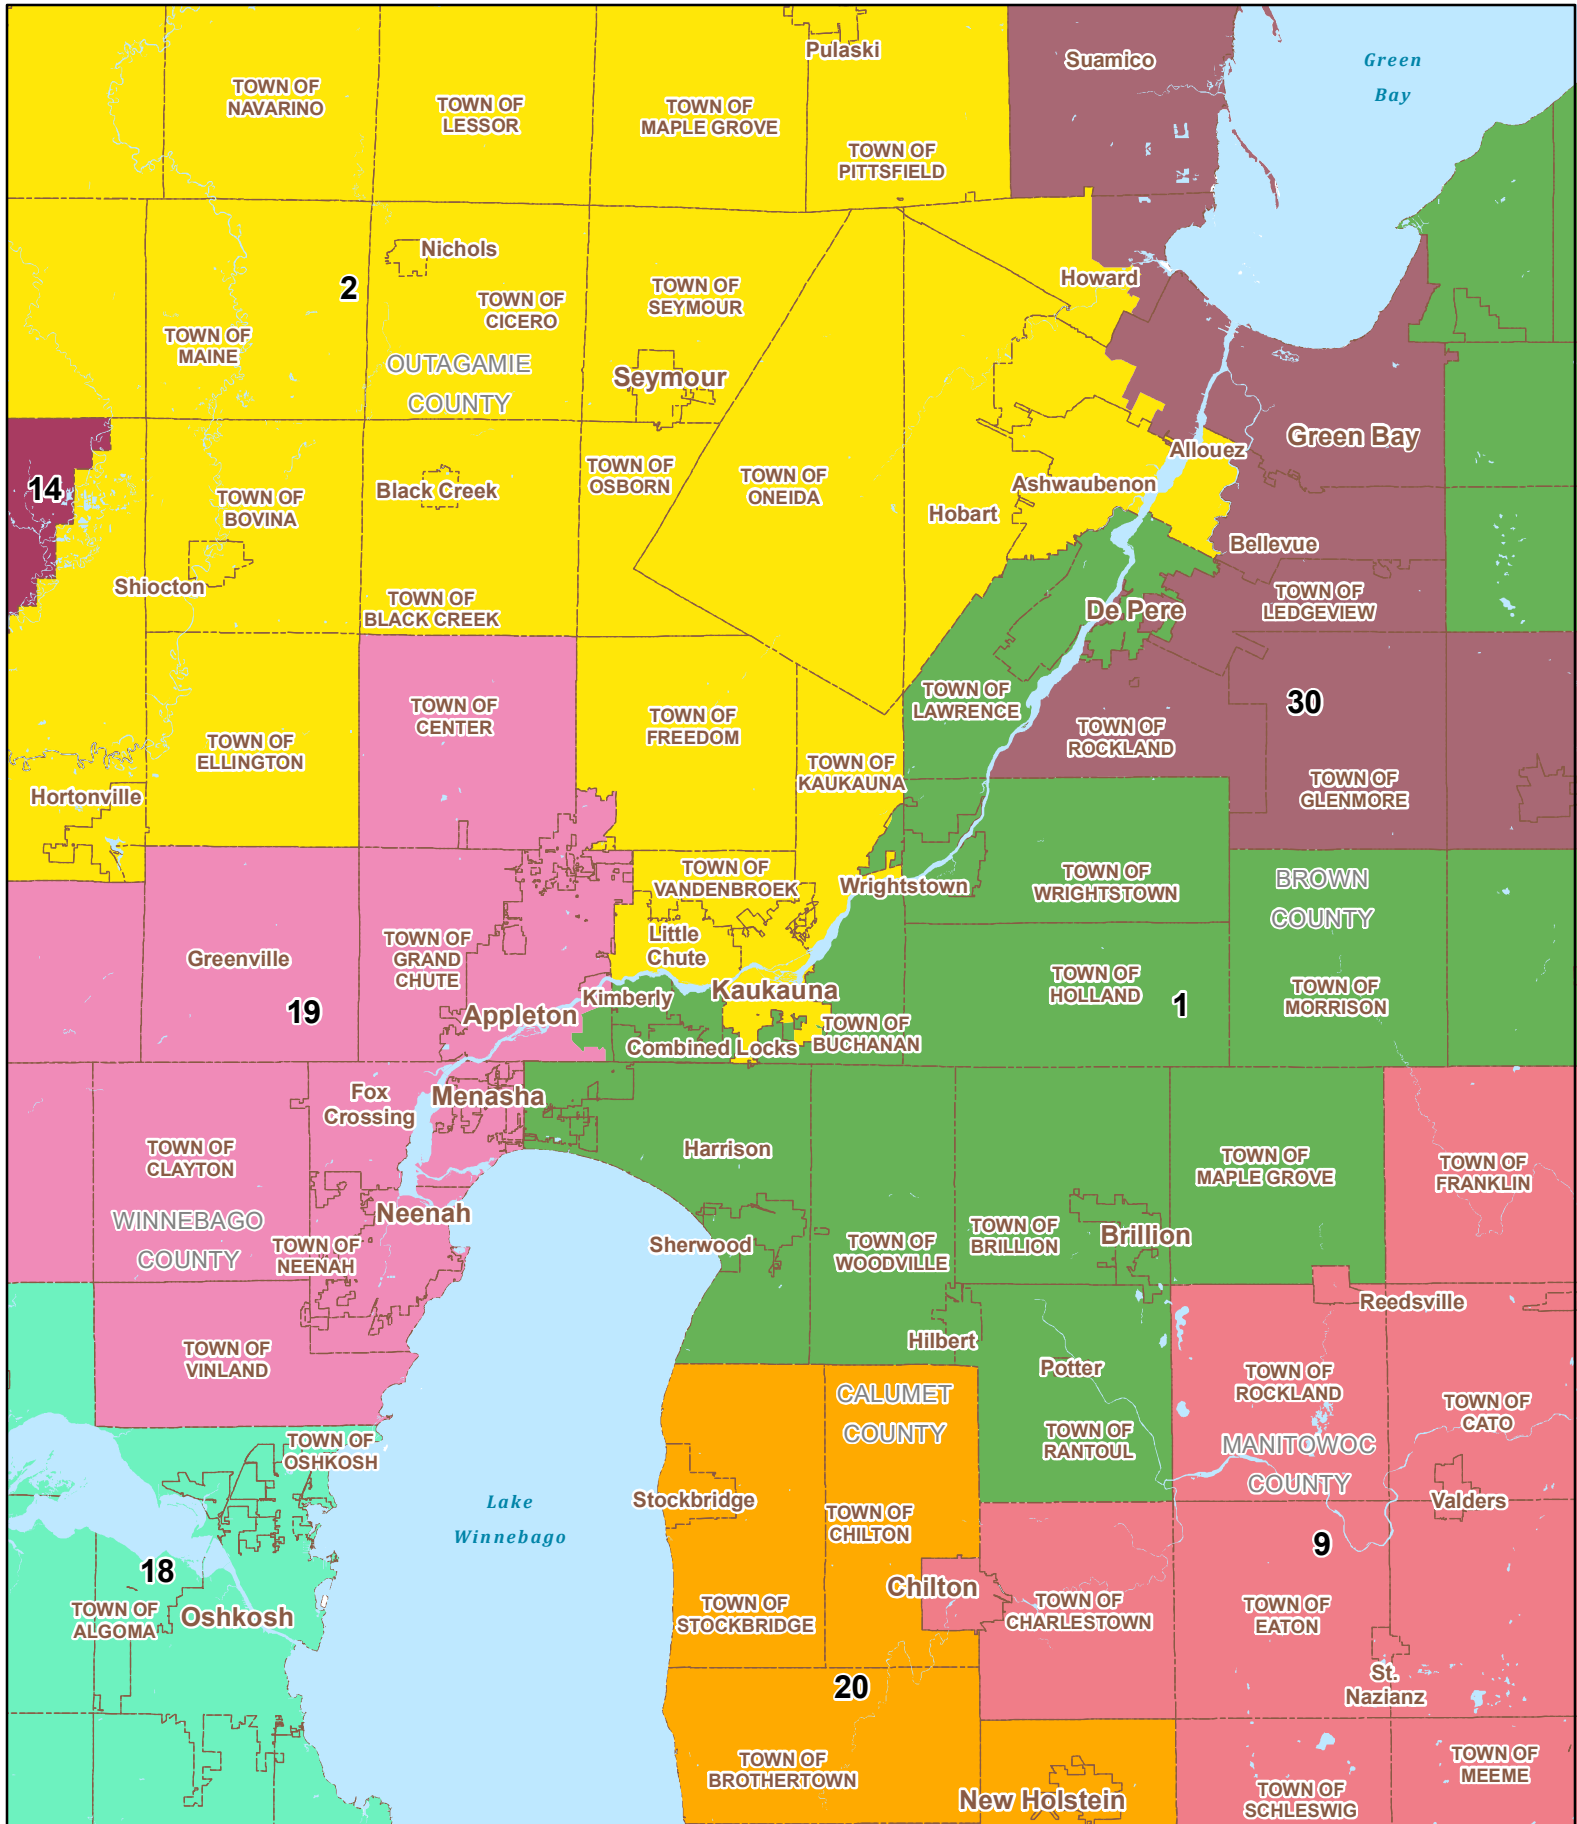 Pulaski
Suamico
Green
Bay
TOWN OF
NAVARINO
TOWN OF
LESSOR
TOWN OF
MAPLE GROVE
TOWN OF
PITTSFIELD
Nichols
2
TOWN OF
CICERO
TOWN OF
SEYMOUR
Howard
TOWN OF
MAINE
OUTAGAMIE
COUNTY
Seymour
Green Bay
Allouez
14
TOWN OF
BOVINA
Black Creek
TOWN OF
OSBORN
TOWN OF
ONEIDA
Ashwaubenon
Hobart
Bellevue
Shiocton
TOWN OF
BLACK CREEK
De Pere
TOWN OF
LEDGEVIEW
TOWN OF
CENTER
TOWN OF
FREEDOM
TOWN OF
LAWRENCE
30
TOWN OF
ROCKLAND
TOWN OF
ELLINGTON
TOWN OF
KAUKAUNA
TOWN OF
GLENMORE
Hortonville
TOWN OF
VANDENBROEK
Wrightstown
TOWN OF
WRIGHTSTOWN
BROWN
COUNTY
Greenville
TOWN OF
GRAND
CHUTE
Little
Chute
19
Appleton
Kimberly
Kaukauna
TOWN OF
HOLLAND
1
TOWN OF
MORRISON
Combined Locks
TOWN OF
BUCHANAN
Fox
Crossing
Menasha
TOWN OF
CLAYTON
Harrison
TOWN OF
MAPLE GROVE
TOWN OF
FRANKLIN
WINNEBAGO
COUNTY
Neenah
TOWN OF
NEENAH
Sherwood
TOWN OF
WOODVILLE
TOWN OF
BRILLION
Brillion
Reedsville
TOWN OF
VINLAND
Hilbert
Potter
TOWN OF
ROCKLAND
CALUMET
COUNTY
TOWN OF
CATO
TOWN OF
OSHKOSH
TOWN OF
RANTOUL
MANITOWOC
COUNTY
Lake
Winnebago
Stockbridge
TOWN OF
CHILTON
Valders
9
18
TOWN OF
ALGOMA
Oshkosh
Chilton
TOWN OF
STOCKBRIDGE
TOWN OF
CHARLESTOWN
TOWN OF
EATON
20
St.
Nazianz
TOWN OF
BROTHERTOWN
New Holstein
TOWN OF
SCHLESWIG
TOWN OF
MEEME